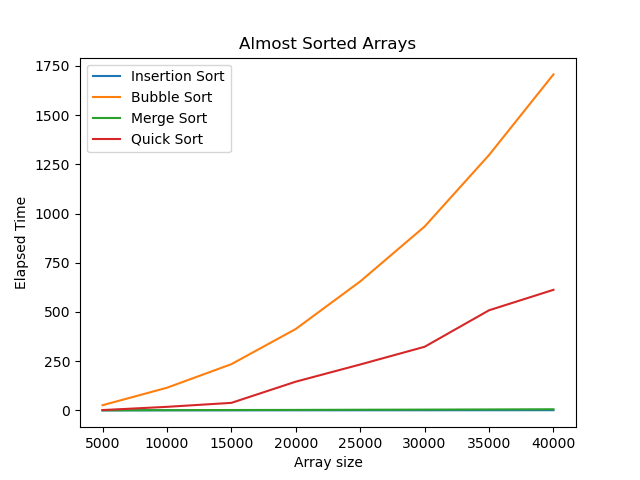 Almost Sorted Arrays
Insertion Sort
Bubble Sort
Merge Sort
Quick Sort
1750
1500
1250
1000
750
500
250
0
Elapsed Time
5000 10000 15000 20000 25000 30000 35000 40000
Array size